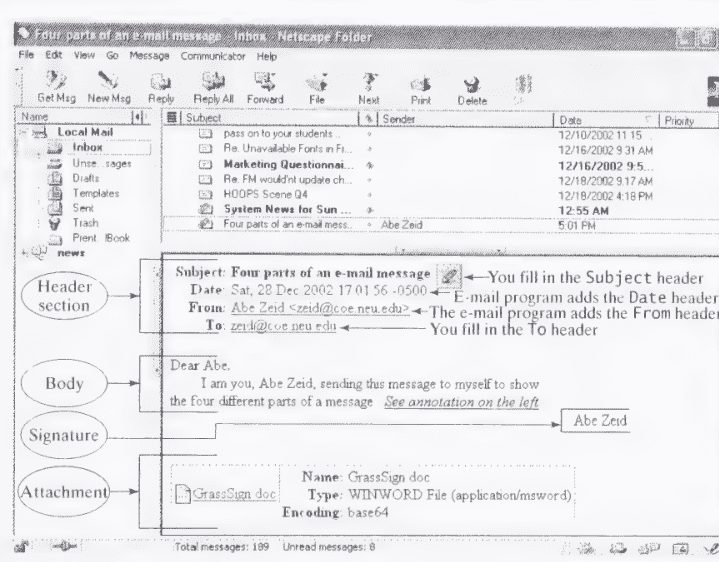 Four parts of an e-mail message - Inbox - Netscape Folder
File Edit View Go Message Communicator Help
Get Msg New Msg Reply Reply All Forward File Next Print Delete
Name Subject Sender Date Priority
Local Mail
Inbox
Unse...sages
Drafts
Templates
Sent
Trash
Prent...!Book
news
pass on to your students ... 12/10/2002 11 15
Re. Unavailable Fonts in Fi... 12/16/2002 9 31 AM
Marketing Questionnai... 12/16/2002 9:5...
Re. FM would'nt update ch... 12/18/2002 9.17 AM
HOOPS Scene Q4 12/18/2002 4:18 PM
System News for Sun ... 12:55 AM
Four parts of an e-mail mess.. Abe Zeid 5.01 PM
Header section
Subject: Four parts of an e-mail message You fill in the Subject header
Date: Sat, 28 Dec 2002 17 01 56 -0500 E-mail program adds the Date header
From: Abe Zeid <zeid@coe.neu.edu> The e-mail program adds the From header
To: zeid@coe neu edu You fill in the To header
Body
Dear Abe,
I am you, Abe Zeid, sending this message to myself to show
the four different parts of a message See annotation on the left
Signature
Abe Zeid
Attachment
GrassSign doc
Name: GrassSign doc
Type: WINWORD File (application/msword)
Encoding: base64
Total messages: 189 Unread messages: 8